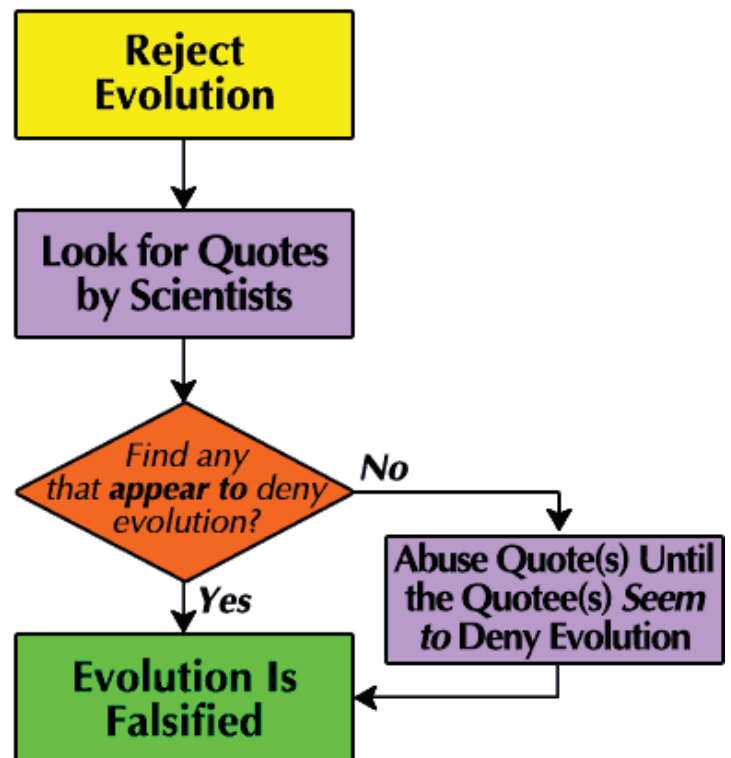 Reject
Evolution
Look for Quotes
by Scientists
Find any
that appear to deny
evolution?
No
Abuse Quote(s) Until
the Quotee(s) Seem
to Deny Evolution
Yes
Evolution Is
Falsified